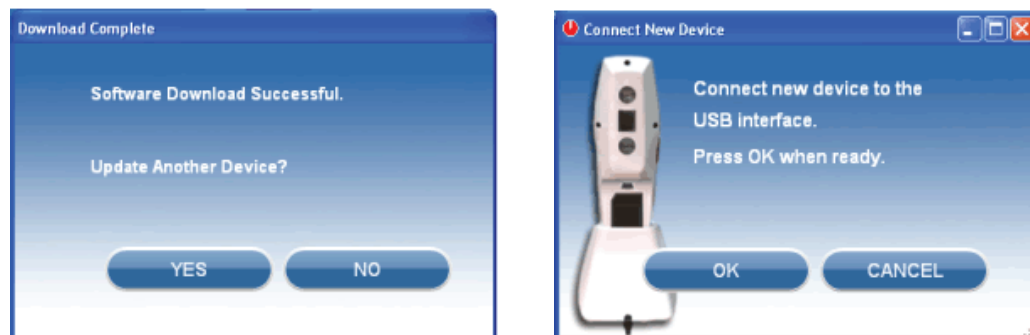 Download Complete
Software Download Successful.
Update Another Device?
YES
NO
Connect New Device
Connect new device to the
USB interface.
Press OK when ready.
OK
CANCEL